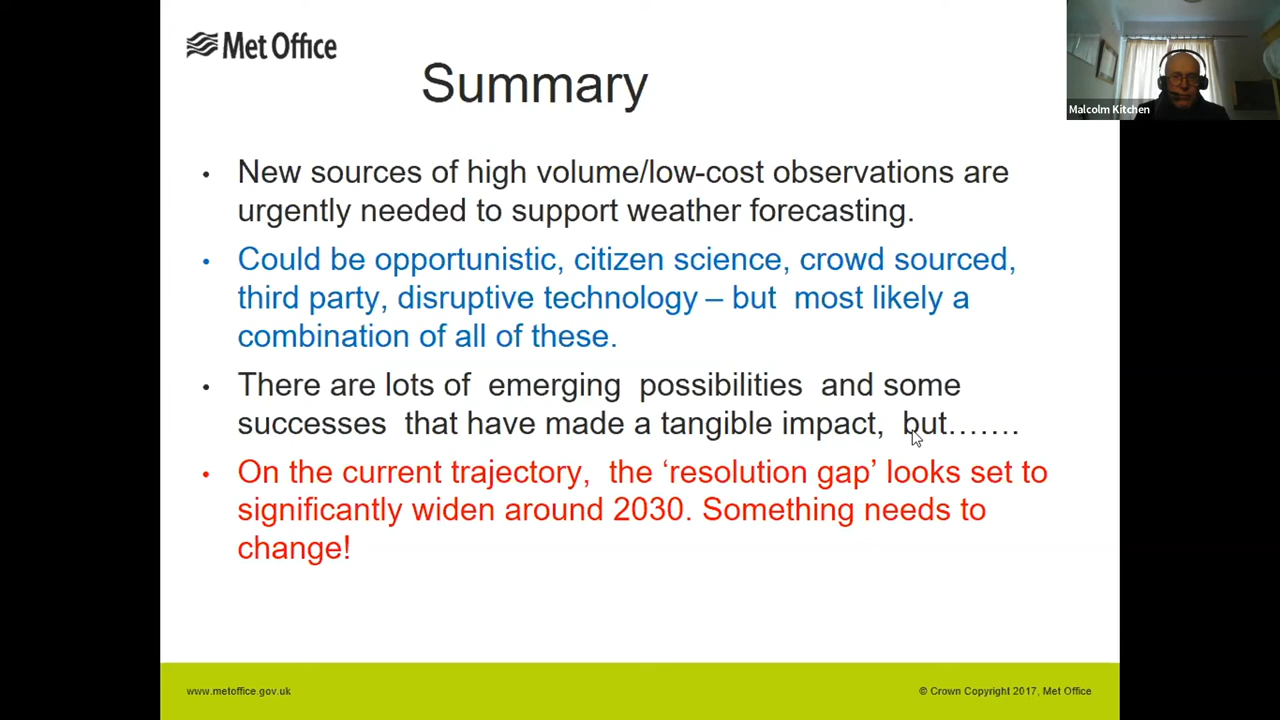 Met Office
Summary
Malcolm Kitchen
• New sources of high volume/low-cost observations are
urgently needed to support weather forecasting.
• Could be opportunistic, citizen science, crowd sourced,
third party, disruptive technology – but most likely a
combination of all of these.
• There are lots of emerging possibilities and some
successes that have made a tangible impact, but…….
• On the current trajectory, the ‘resolution gap’ looks set to
significantly widen around 2030. Something needs to
change!
www.metoffice.gov.uk
© Crown Copyright 2017, Met Office